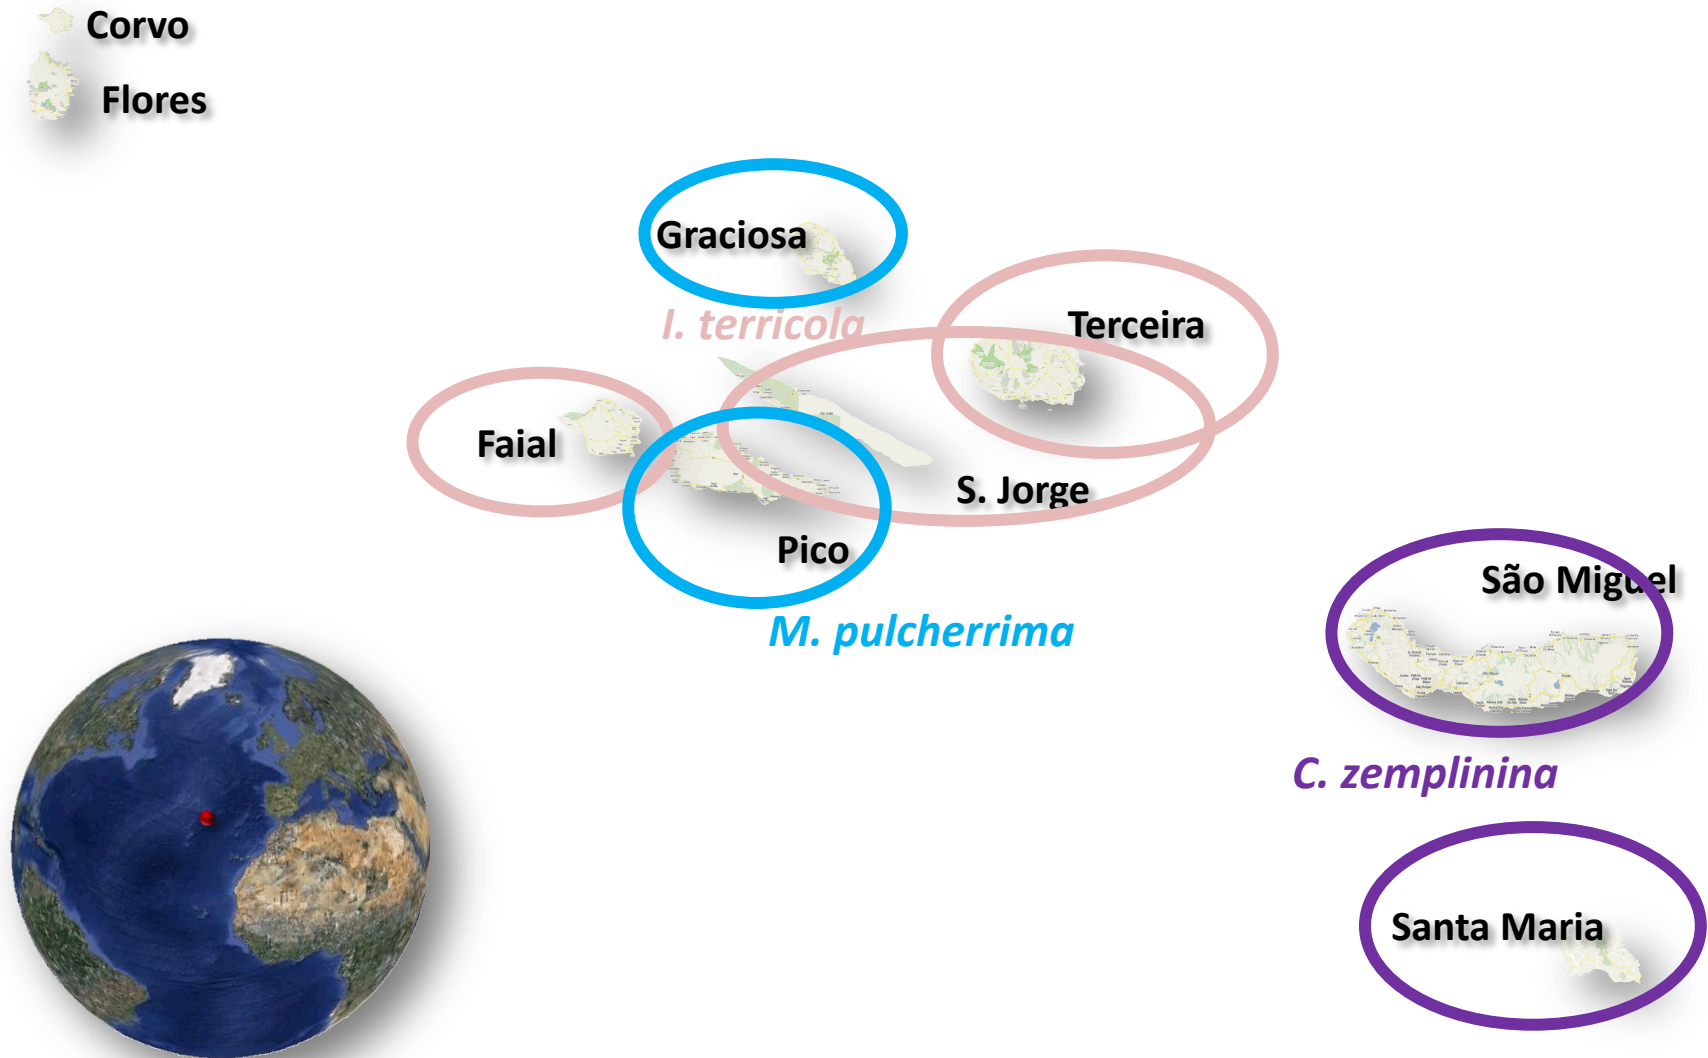 Corvo
Flores
Graciosa
I. terricola
Terceira
Faial
S. Jorge
Pico
M. pulcherrima
São Miguel
C. zemplinina
Santa Maria